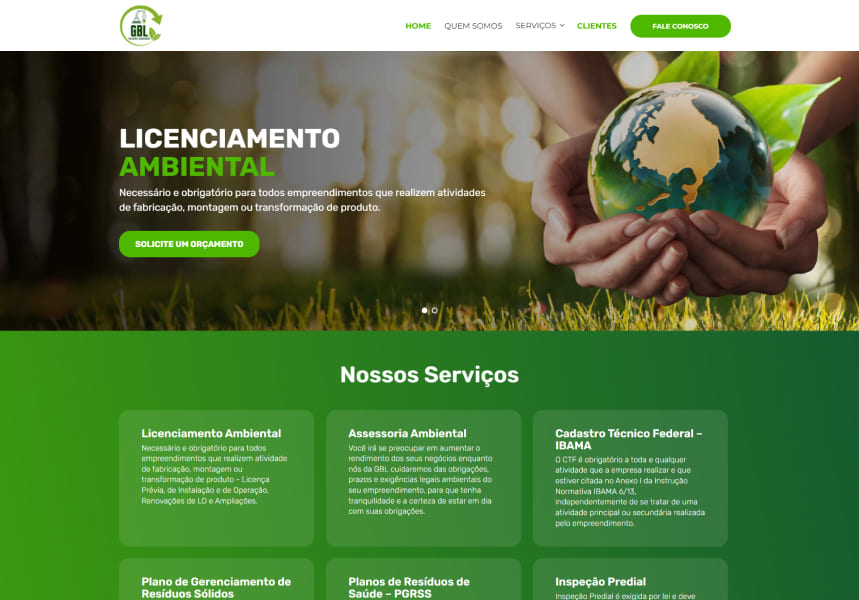 GBL
HOME
QUEM SOMOS
SERVIÇOS
CLIENTES
FALE CONOSCO
LICENCIAMENTO
AMBIENTAL
Necessário e obrigatório para todos empreendimentos que realizem atividades
de fabricação, montagem ou transformação de produto.
SOLICITE UM ORÇAMENTO
Nossos Serviços
Licenciamento Ambiental
Necessário e obrigatório para todos
empreendimentos que realizem atividade
de fabricação, montagem ou
transformação de produto - Licença
Prévia, de Instalação e de Operação,
Renovações de LO e Ampliações.
Assessoria Ambiental
Você irá se preocupar em aumentar o
rendimento dos seus negócios enquanto
nós da GBL cuidaremos das obrigações,
prazos e exigências legais ambientais do
seu empreendimento, para que tenha
tranquilidade e a certeza de estar em dia
com suas obrigações.
Cadastro Técnico Federal –
IBAMA
O CTF é obrigatório a toda e qualquer
atividade que a empresa realizar e que
estiver citada no Anexo I da Instrução
Normativa IBAMA 6/13,
independentemente de se tratar de uma
atividade principal ou secundária realizada
pelo empreendimento.
Plano de Gerenciamento de
Resíduos Sólidos
Planos de Resíduos de
Saúde – PGRSS
Inspeção Predial
Inspeção Predial é exigida por lei e deve